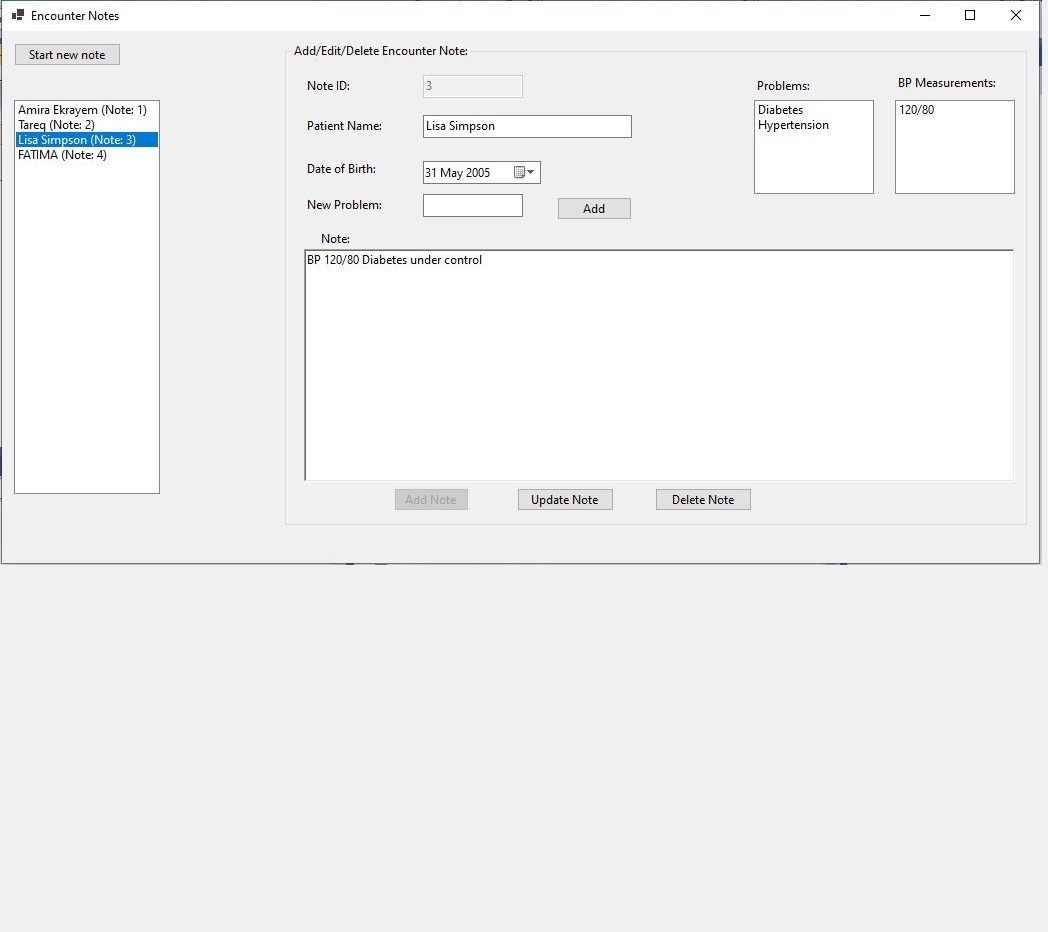 Encounter Notes
Start new note
Amira Ekrayem (Note: 1)
Tareq (Note: 2)
Lisa Simpson (Note: 3)
FATIMA (Note: 4)
Add/Edit/Delete Encounter Note:
Note ID:
3
Patient Name:
Lisa Simpson
Date of Birth:
31 May 2005
New Problem:
Add
Problems:
Diabetes
Hypertension
BP Measurements:
120/80
Note:
BP 120/80 Diabetes under control
Add Note
Update Note
Delete Note